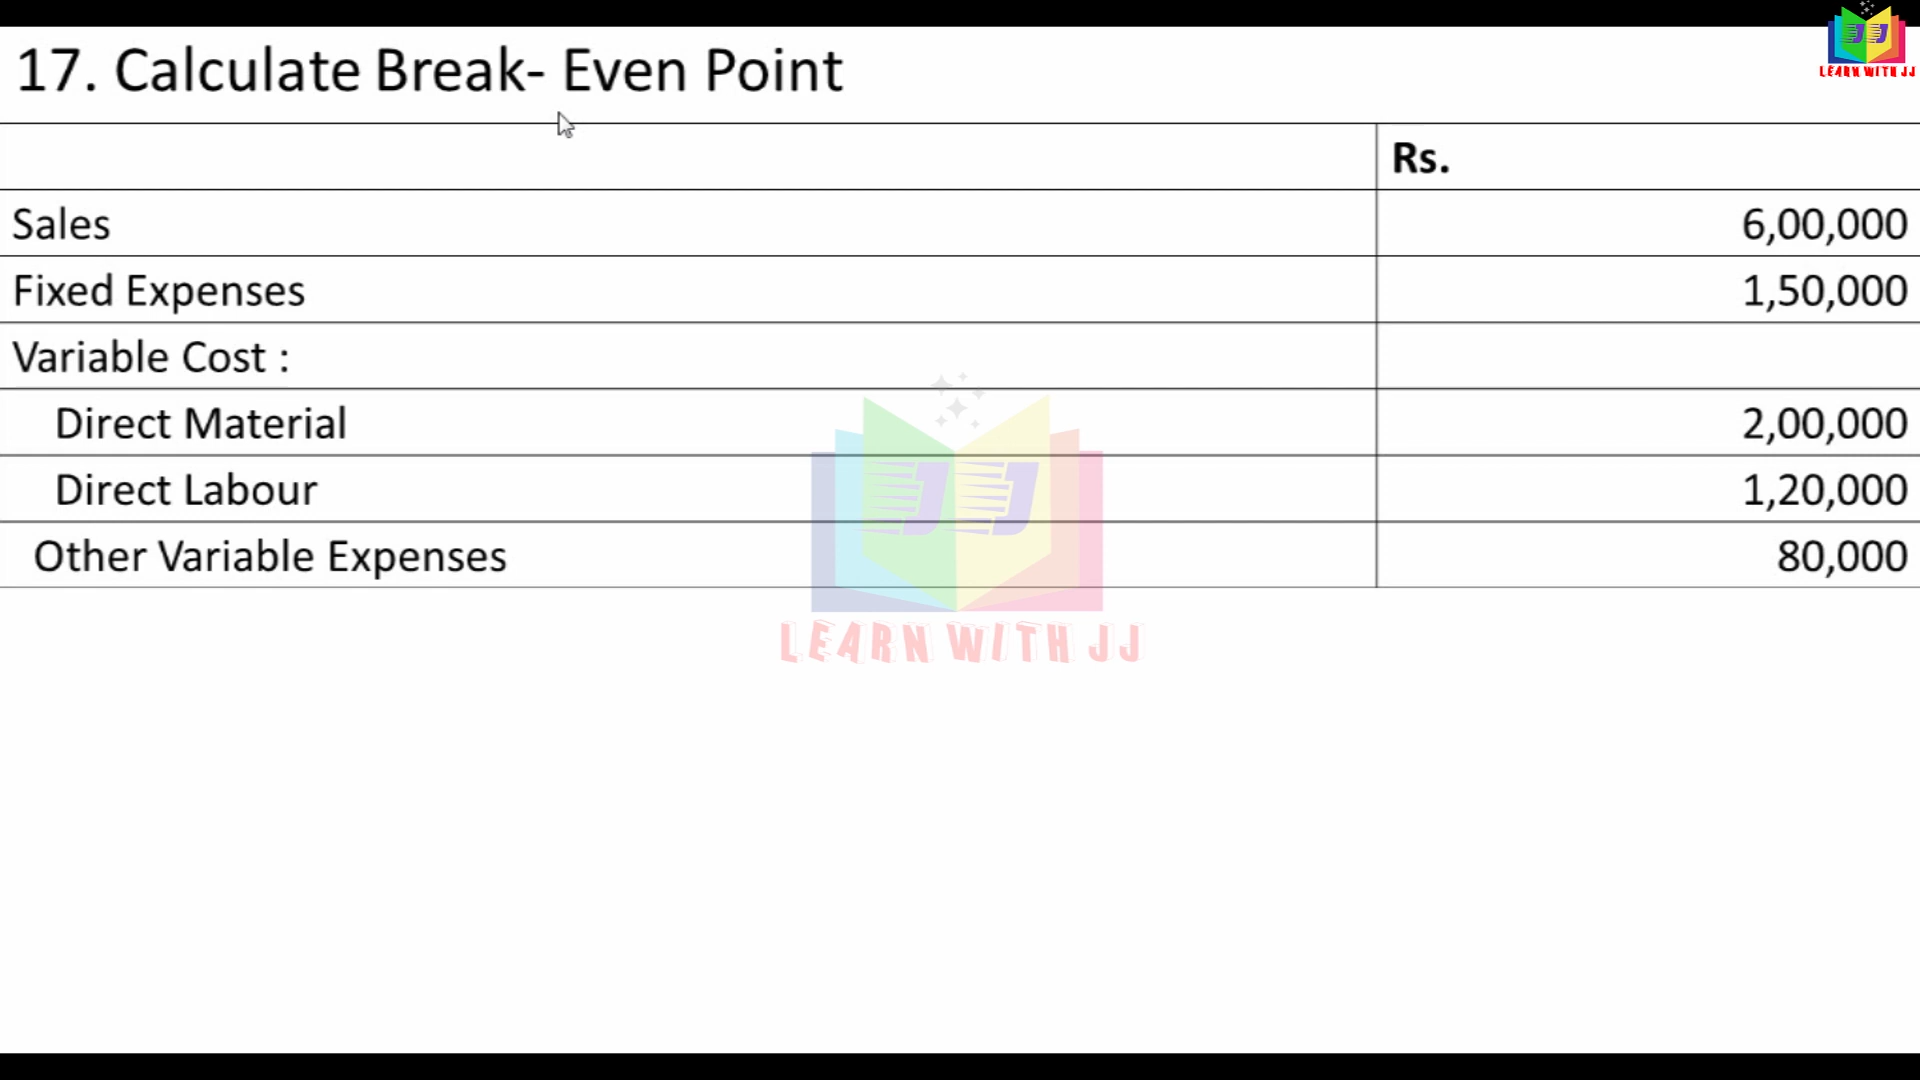 17. Calculate Break- Even Point
LEARN WITH JJ
Rs.
Sales 6,00,000
Fixed Expenses 1,50,000
Variable Cost :
Direct Material 2,00,000
Direct Labour 1,20,000
Other Variable Expenses 80,000
JJ
LEARN WITH JJ